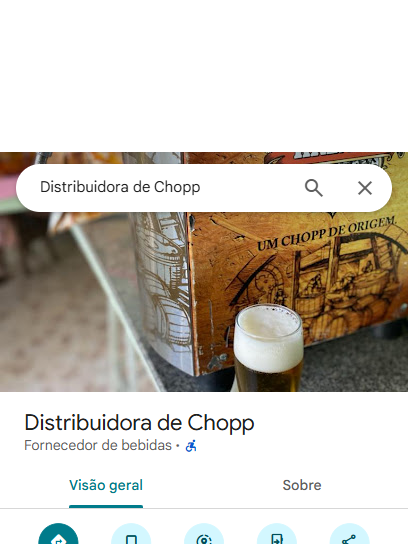 Distribuidora de Chopp
UM CHOPP DE ORIGEM.
Distribuidora de Chopp
Fornecedor de bebidas ·
Visão geral
Sobre